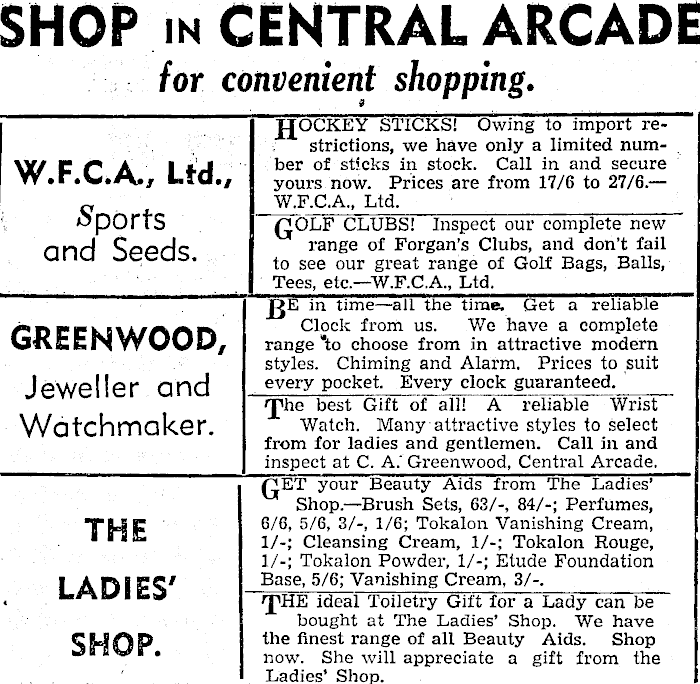 SHOP IN CENTRAL ARCADE
for convenient shopping.
W.F.C.A., Ltd.,
Sports
and Seeds.
HOCKEY STICKS! Owing to import re-
strictions, we have only a limited num-
ber of sticks in stock. Call in and secure
yours now. Prices are from 17/6 to 27/6.—
W.F.C.A., Ltd.
GOLF CLUBS! Inspect our complete new
range of Forgan's Clubs, and don't fail
to see our great range of Golf Bags, Balls,
Tees, etc.—W.F.C.A., Ltd.
GREENWOOD,
Jeweller and
Watchmaker.
BE in time—all the time. Get a reliable
Clock from us. We have a complete
range to choose from in attractive modern
styles. Chiming and Alarm. Prices to suit
every pocket. Every clock guaranteed.
The best Gift of all! A reliable Wrist
Watch. Many attractive styles to select
from for ladies and gentlemen. Call in and
inspect at C. A. Greenwood, Central Arcade.
THE
LADIES'
SHOP.
GET your Beauty Aids from The Ladies'
Shop.—Brush Sets, 63/-, 84/-; Perfumes,
6/6, 5/6, 3/-, 1/6; Tokalon Vanishing Cream,
1/-; Cleansing Cream, 1/-; Tokalon Rouge,
1/-; Tokalon Powder, 1/-; Etude Foundation
Base, 5/6; Vanishing Cream, 3/-.
THE ideal Toiletry Gift for a Lady can be
bought at The Ladies' Shop. We have
the finest range of all Beauty Aids. Shop
now. She will appreciate a gift from the
Ladies' Shop.